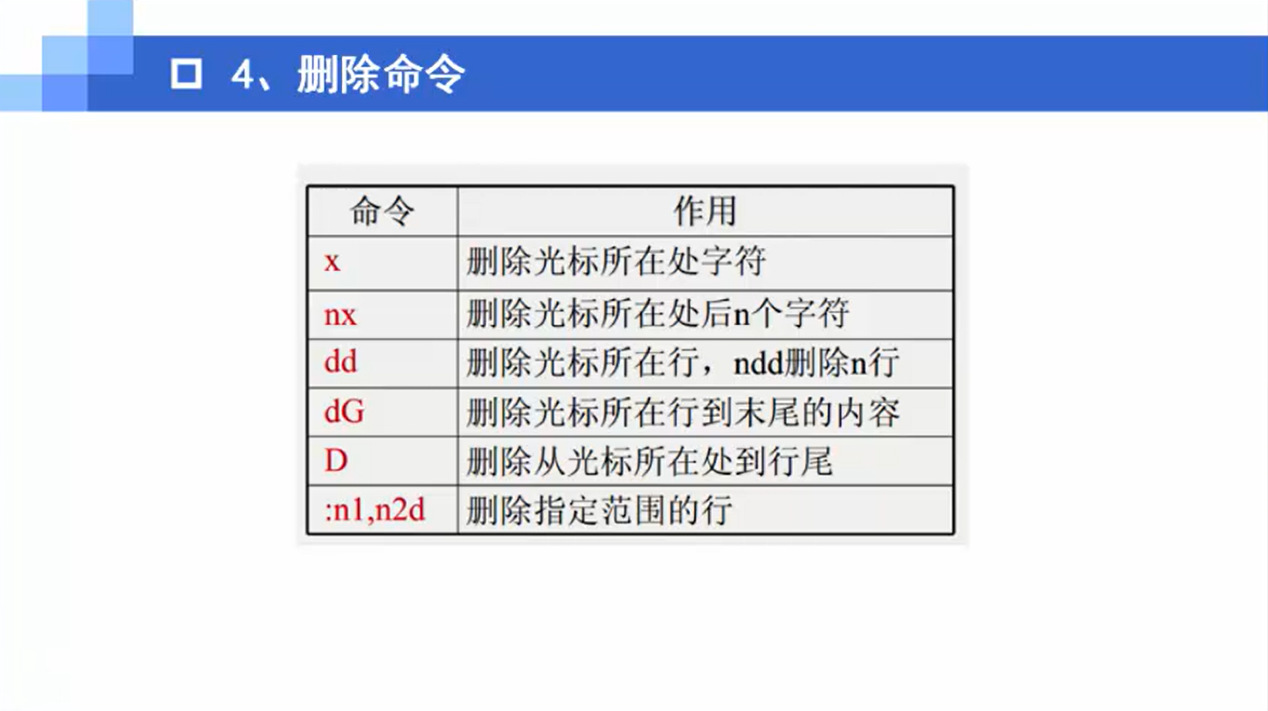 4、删除命令
命令 作用
x 删除光标所在处字符
nx 删除光标所在处后n个字符
dd 删除光标所在行，ndd删除n行
dG 删除光标所在行到末尾的内容
D 删除从光标所在处到行尾
:n1,n2d 删除指定范围的行